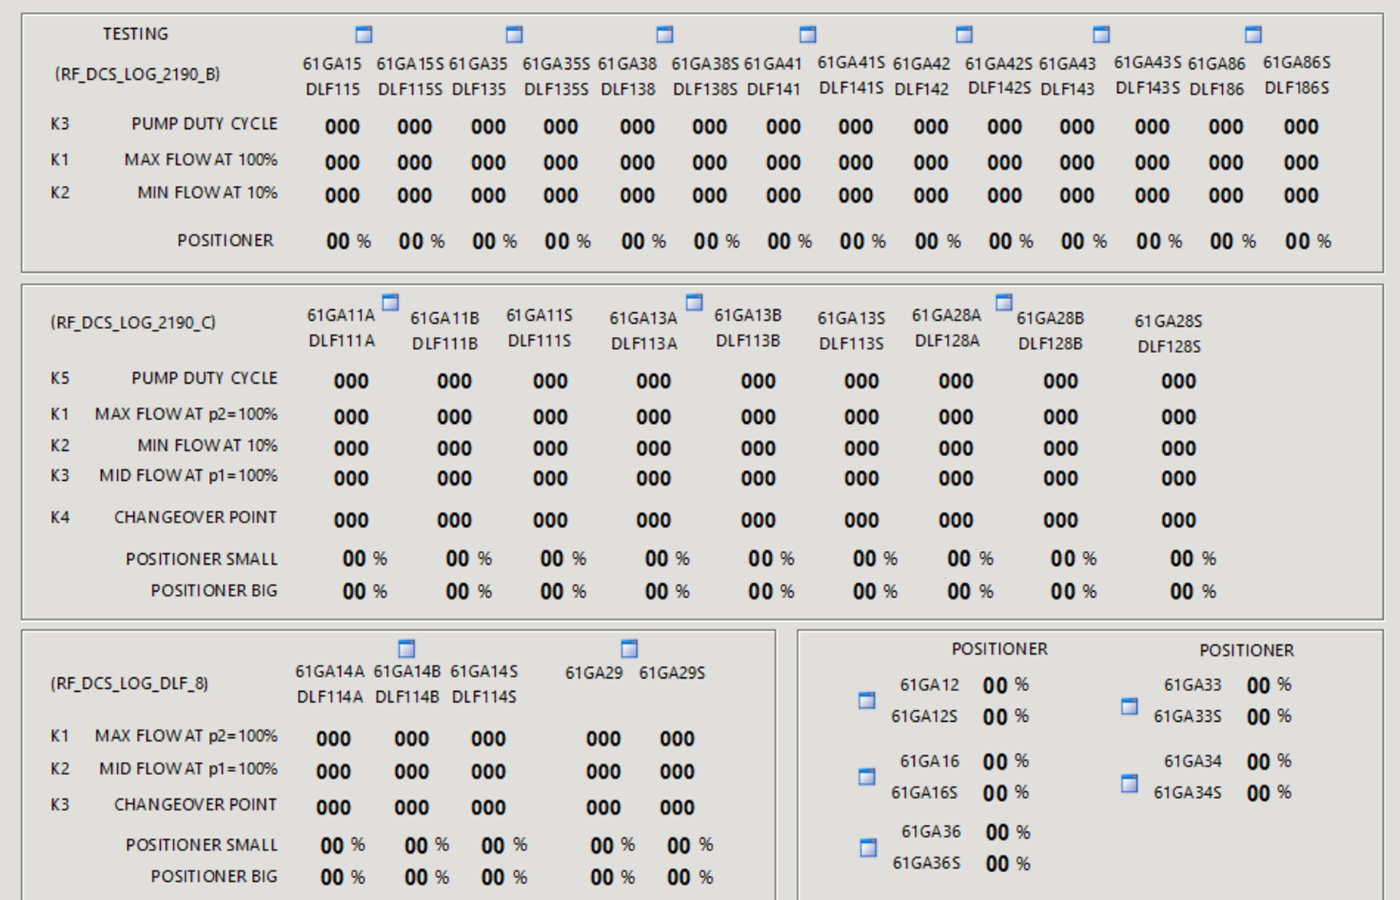 TESTING
(RF_DCS_LOG_2190_B)
61GA15 61GA15S 61GA35 61GA35S 61GA38 61GA38S 61GA41 61GA41S 61GA42 61GA42S 61GA43 61GA43S 61GA86 61GA86S
DLF115 DLF115S DLF135 DLF135S DLF138 DLF138S DLF141 DLF141S DLF142 DLF142S DLF143 DLF143S DLF186 DLF186S
K3 PUMP DUTY CYCLE 000 000 000 000 000 000 000 000 000 000 000 000 000 000
K1 MAX FLOW AT 100% 000 000 000 000 000 000 000 000 000 000 000 000 000 000
K2 MIN FLOW AT 10% 000 000 000 000 000 000 000 000 000 000 000 000 000 000
POSITIONER 00 % 00 % 00 % 00 % 00 % 00 % 00 % 00 % 00 % 00 % 00 % 00 % 00 % 00 %
(RF_DCS_LOG_2190_C)
61GA11A 61GA11B 61GA11S 61GA13A 61GA13B 61GA13S 61GA28A 61GA28B 61GA28S
DLF111A DLF111B DLF111S DLF113A DLF113B DLF113S DLF128A DLF128B DLF128S
K5 PUMP DUTY CYCLE 000 000 000 000 000 000 000 000 000
K1 MAX FLOW AT p2=100% 000 000 000 000 000 000 000 000 000
K2 MIN FLOW AT 10% 000 000 000 000 000 000 000 000 000
K3 MID FLOW AT p1=100% 000 000 000 000 000 000 000 000 000
K4 CHANGEOVER POINT 000 000 000 000 000 000 000 000 000
POSITIONER SMALL 00 % 00 % 00 % 00 % 00 % 00 % 00 % 00 % 00 %
POSITIONER BIG 00 % 00 % 00 % 00 % 00 % 00 % 00 % 00 % 00 %
(RF_DCS_LOG_DLF_8)
61GA14A 61GA14B 61GA14S 61GA29 61GA29S
DLF114A DLF114B DLF114S
K1 MAX FLOW AT p2=100% 000 000 000 000 000
K2 MID FLOW AT p1=100% 000 000 000 000 000
K3 CHANGEOVER POINT 000 000 000 000 000
POSITIONER SMALL 00 % 00 % 00 % 00 % 00 %
POSITIONER BIG 00 % 00 % 00 % 00 % 00 %
POSITIONER POSITIONER
61GA12 00 % 61GA33 00 %
61GA12S 00 % 61GA33S 00 %
61GA16 00 % 61GA34 00 %
61GA16S 00 % 61GA34S 00 %
61GA36 00 %
61GA36S 00 %